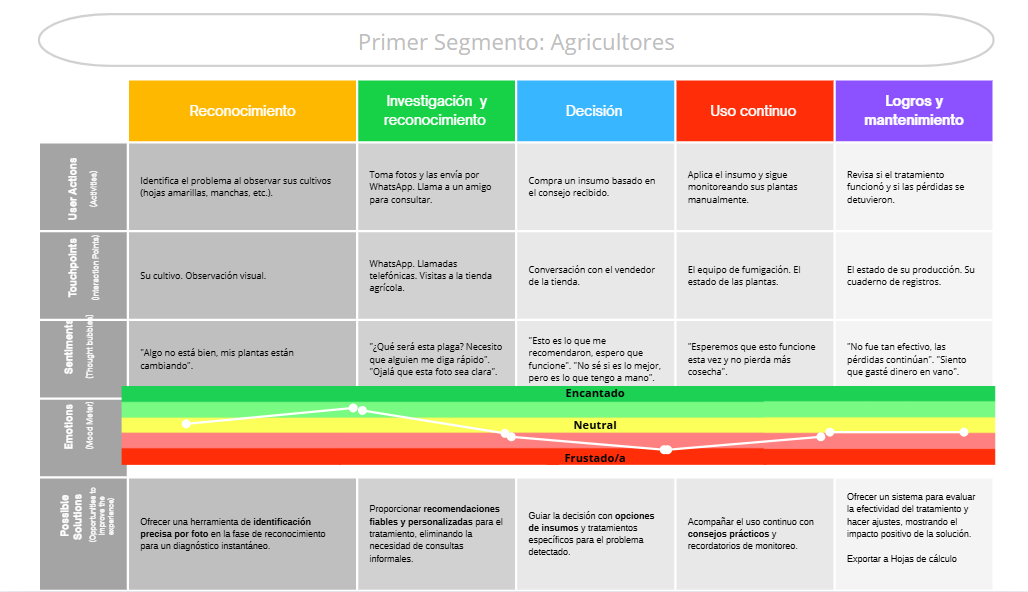 Primer Segmento: Agricultores
Reconocimiento
Investigación y
reconocimiento
Decisión
Uso continuo
Logros y
mantenimiento
User Actions
(Activities)
Identifica el problema al observar sus cultivos
(hojas amarillas, manchas, etc.).
Toma fotos y las envía por
WhatsApp. Llama a un amigo
para consultar.
Compra un insumo basado en
el consejo recibido.
Aplica el insumo y sigue
monitoreando sus plantas
manualmente.
Revisa si el tratamiento
funcionó y si las pérdidas se
detuvieron.
Touchpoints
(Interaction Points)
Su cultivo. Observación visual.
WhatsApp. Llamadas
telefónicas. Visitas a la tienda
agrícola.
Conversación con el vendedor
de la tienda.
El equipo de fumigación. El
estado de las plantas.
El estado de su producción. Su
cuaderno de registros.
Sentiments
(Thought bubbles)
"Algo no está bien, mis plantas están
cambiando".
"¿Qué será esta plaga? Necesito
que alguien me diga rápido".
"Ojalá que esta foto sea clara".
"Esto es lo que me
recomendaron, espero que
funcione". "No sé si es lo mejor,
pero es lo que tengo a mano".
"Esperemos que esto funcione
esta vez y no pierda más
cosecha".
"No fue tan efectivo, las
pérdidas continúan". "Siento
que gasté dinero en vano".
Emotions
(Mood Meter)
Encantado
Neutral
Frustado/a
Possible
Solutions
(Opportunities to
improve the
experience)
Ofrecer una herramienta de identificación
precisa por foto en la fase de reconocimiento
para un diagnóstico instantáneo.
Proporcionar recomendaciones
fiables y personalizadas para el
tratamiento, eliminando la
necesidad de consultas
informales.
Guiar la decisión con opciones
de insumos y tratamientos
específicos para el problema
detectado.
Acompañar el uso continuo con
consejos prácticos y
recordatorios de monitoreo.
Ofrecer un sistema para evaluar
la efectividad del tratamiento y
hacer ajustes, mostrando el
impacto positivo de la solución.
Exportar a Hojas de cálculo